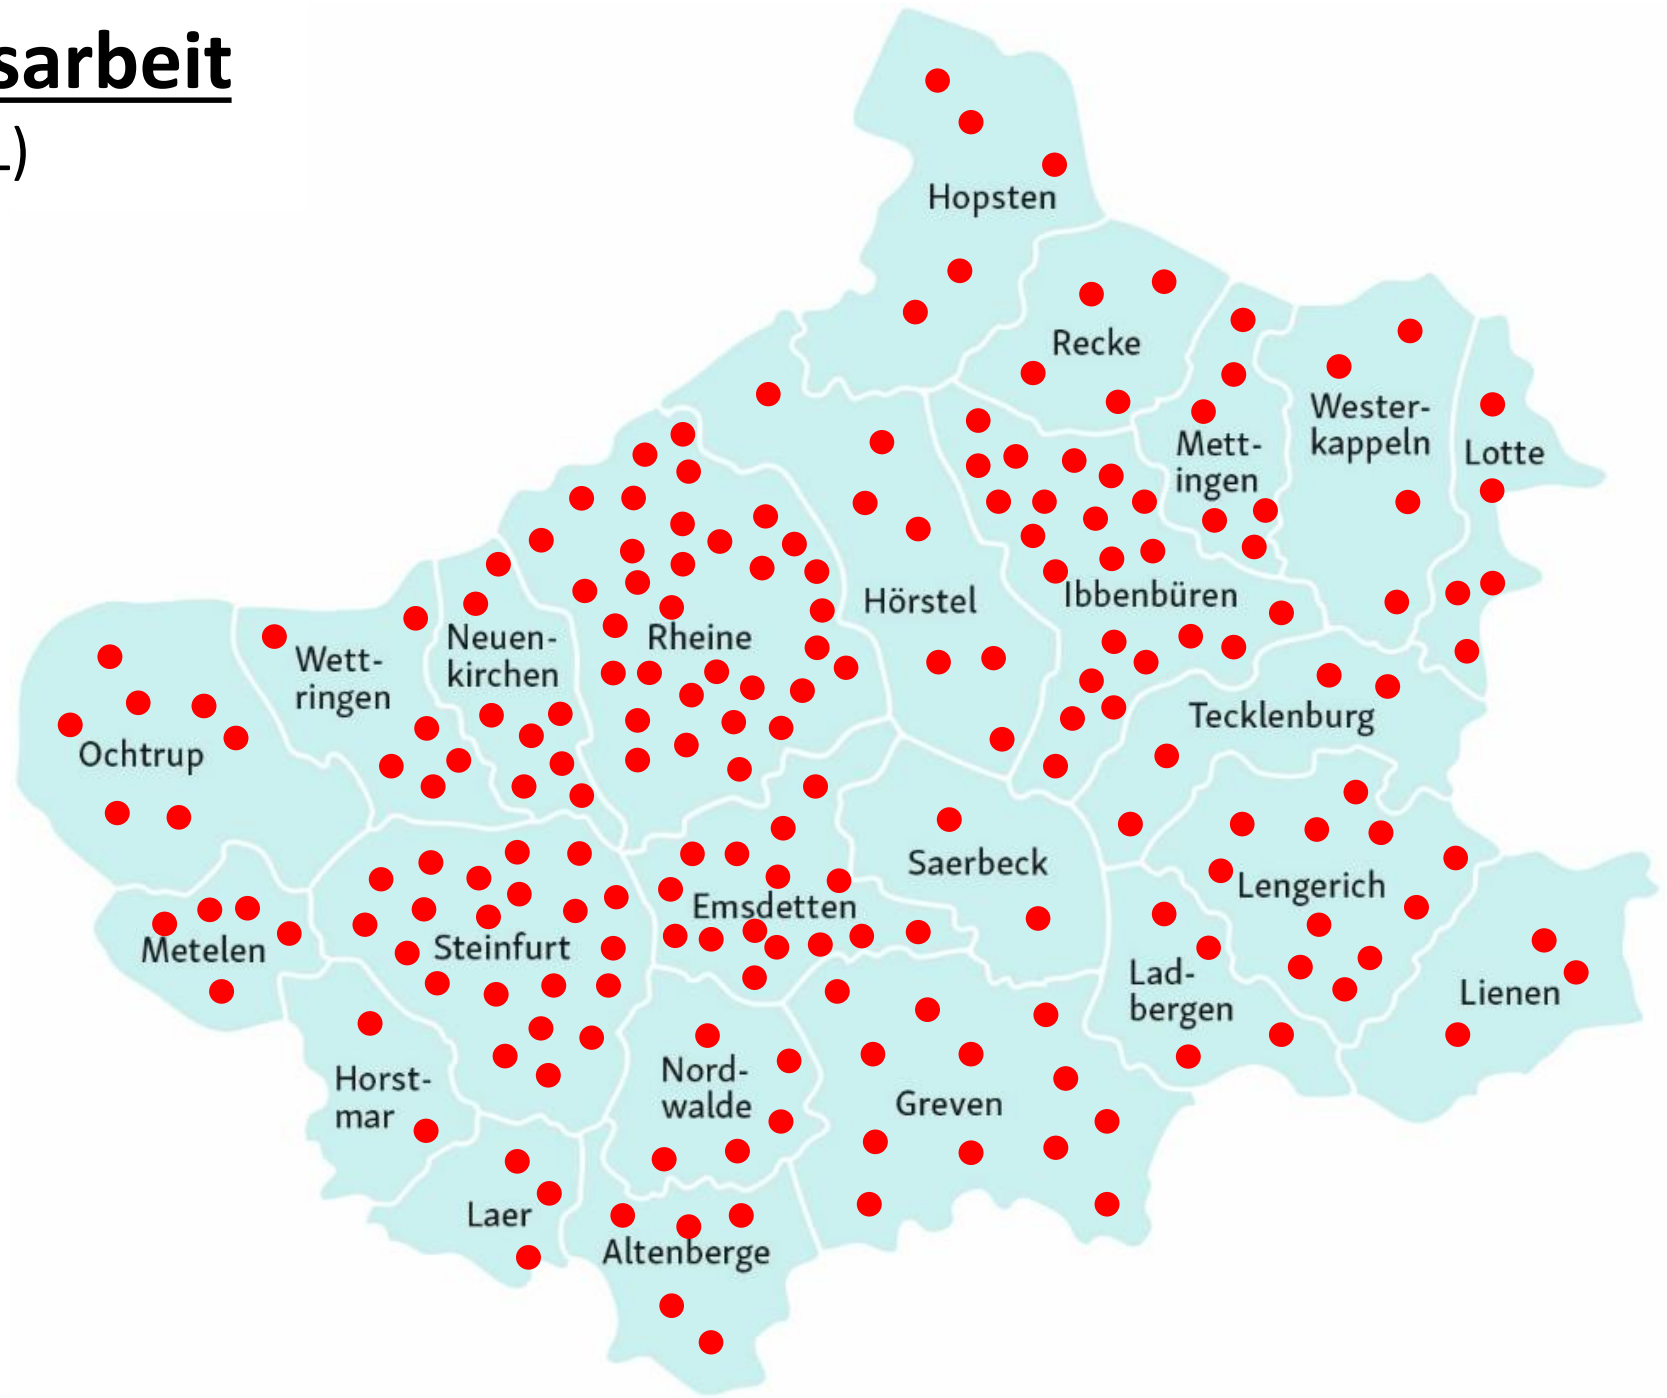 sarbeit
L)
Hopsten
Recke
Wester-
kappeln
Mett-
ingen
Lotte
Hörstel
Ibbenbüren
Rheine
Neuen-
kirchen
Wett-
ringen
Tecklenburg
Ochtrup
Saerbeck
Lengerich
Emsdetten
Steinfurt
Metelen
Lad-
bergen
Lienen
Nord-
walde
Horst-
mar
Greven
Laer
Altenberge